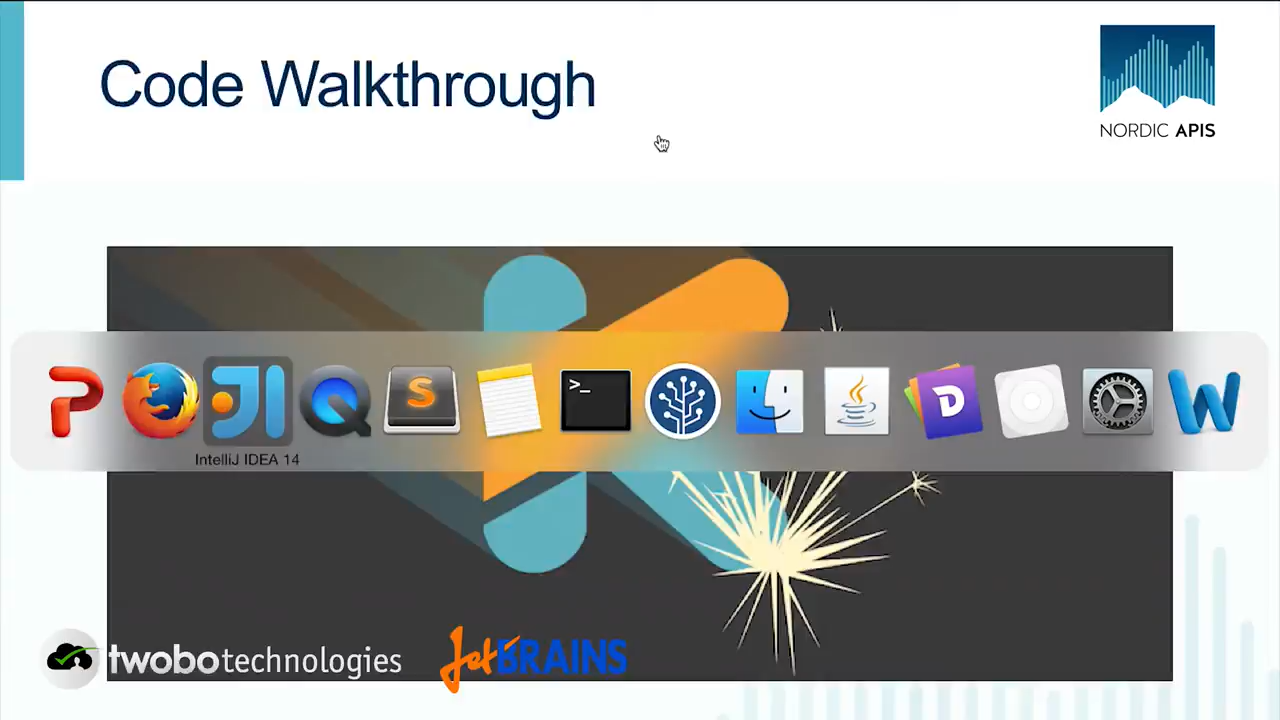 Code Walkthrough
NORDIC APIS
>_
IntelliJ IDEA 14
twobotechnologies
JetBRAINS